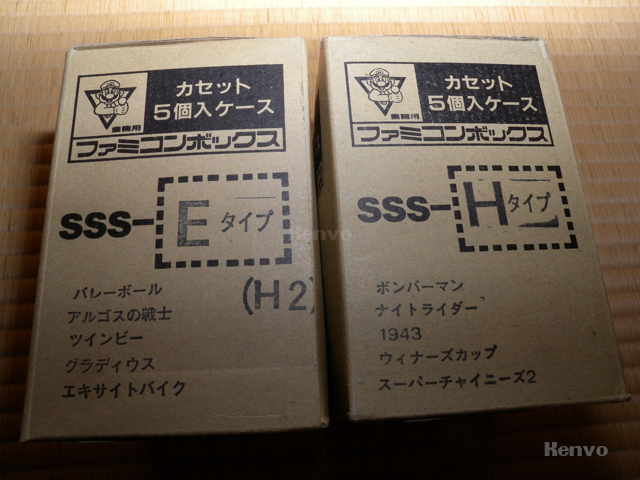 カセット
5個入ケース
業務用
ファミコンボックス
SSS-Eタイプ
(H2)
バレーボール
アルゴスの戦士
ツインビー
グラディウス
エキサイトバイク
カセット
5個入ケース
業務用
ファミコンボックス
SSS-Hタイプ
ボンバーマン
ナイトライダー
1943
ウィナーズカップ
スーパーチャイニーズ2
Kenvo
Kenvo